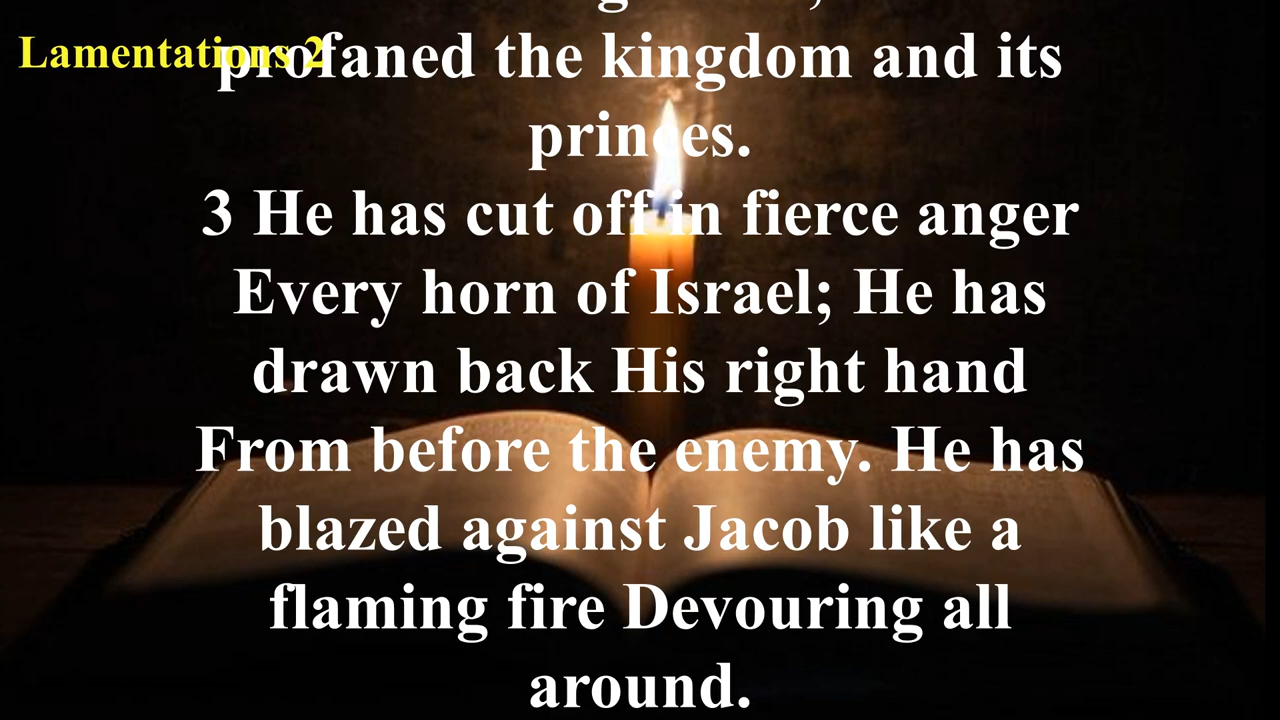 Lamentations 2
profaned the kingdom and its
princes.
3 He has cut off in fierce anger
Every horn of Israel; He has
drawn back His right hand
From before the enemy. He has
blazed against Jacob like a
flaming fire Devouring all
around.